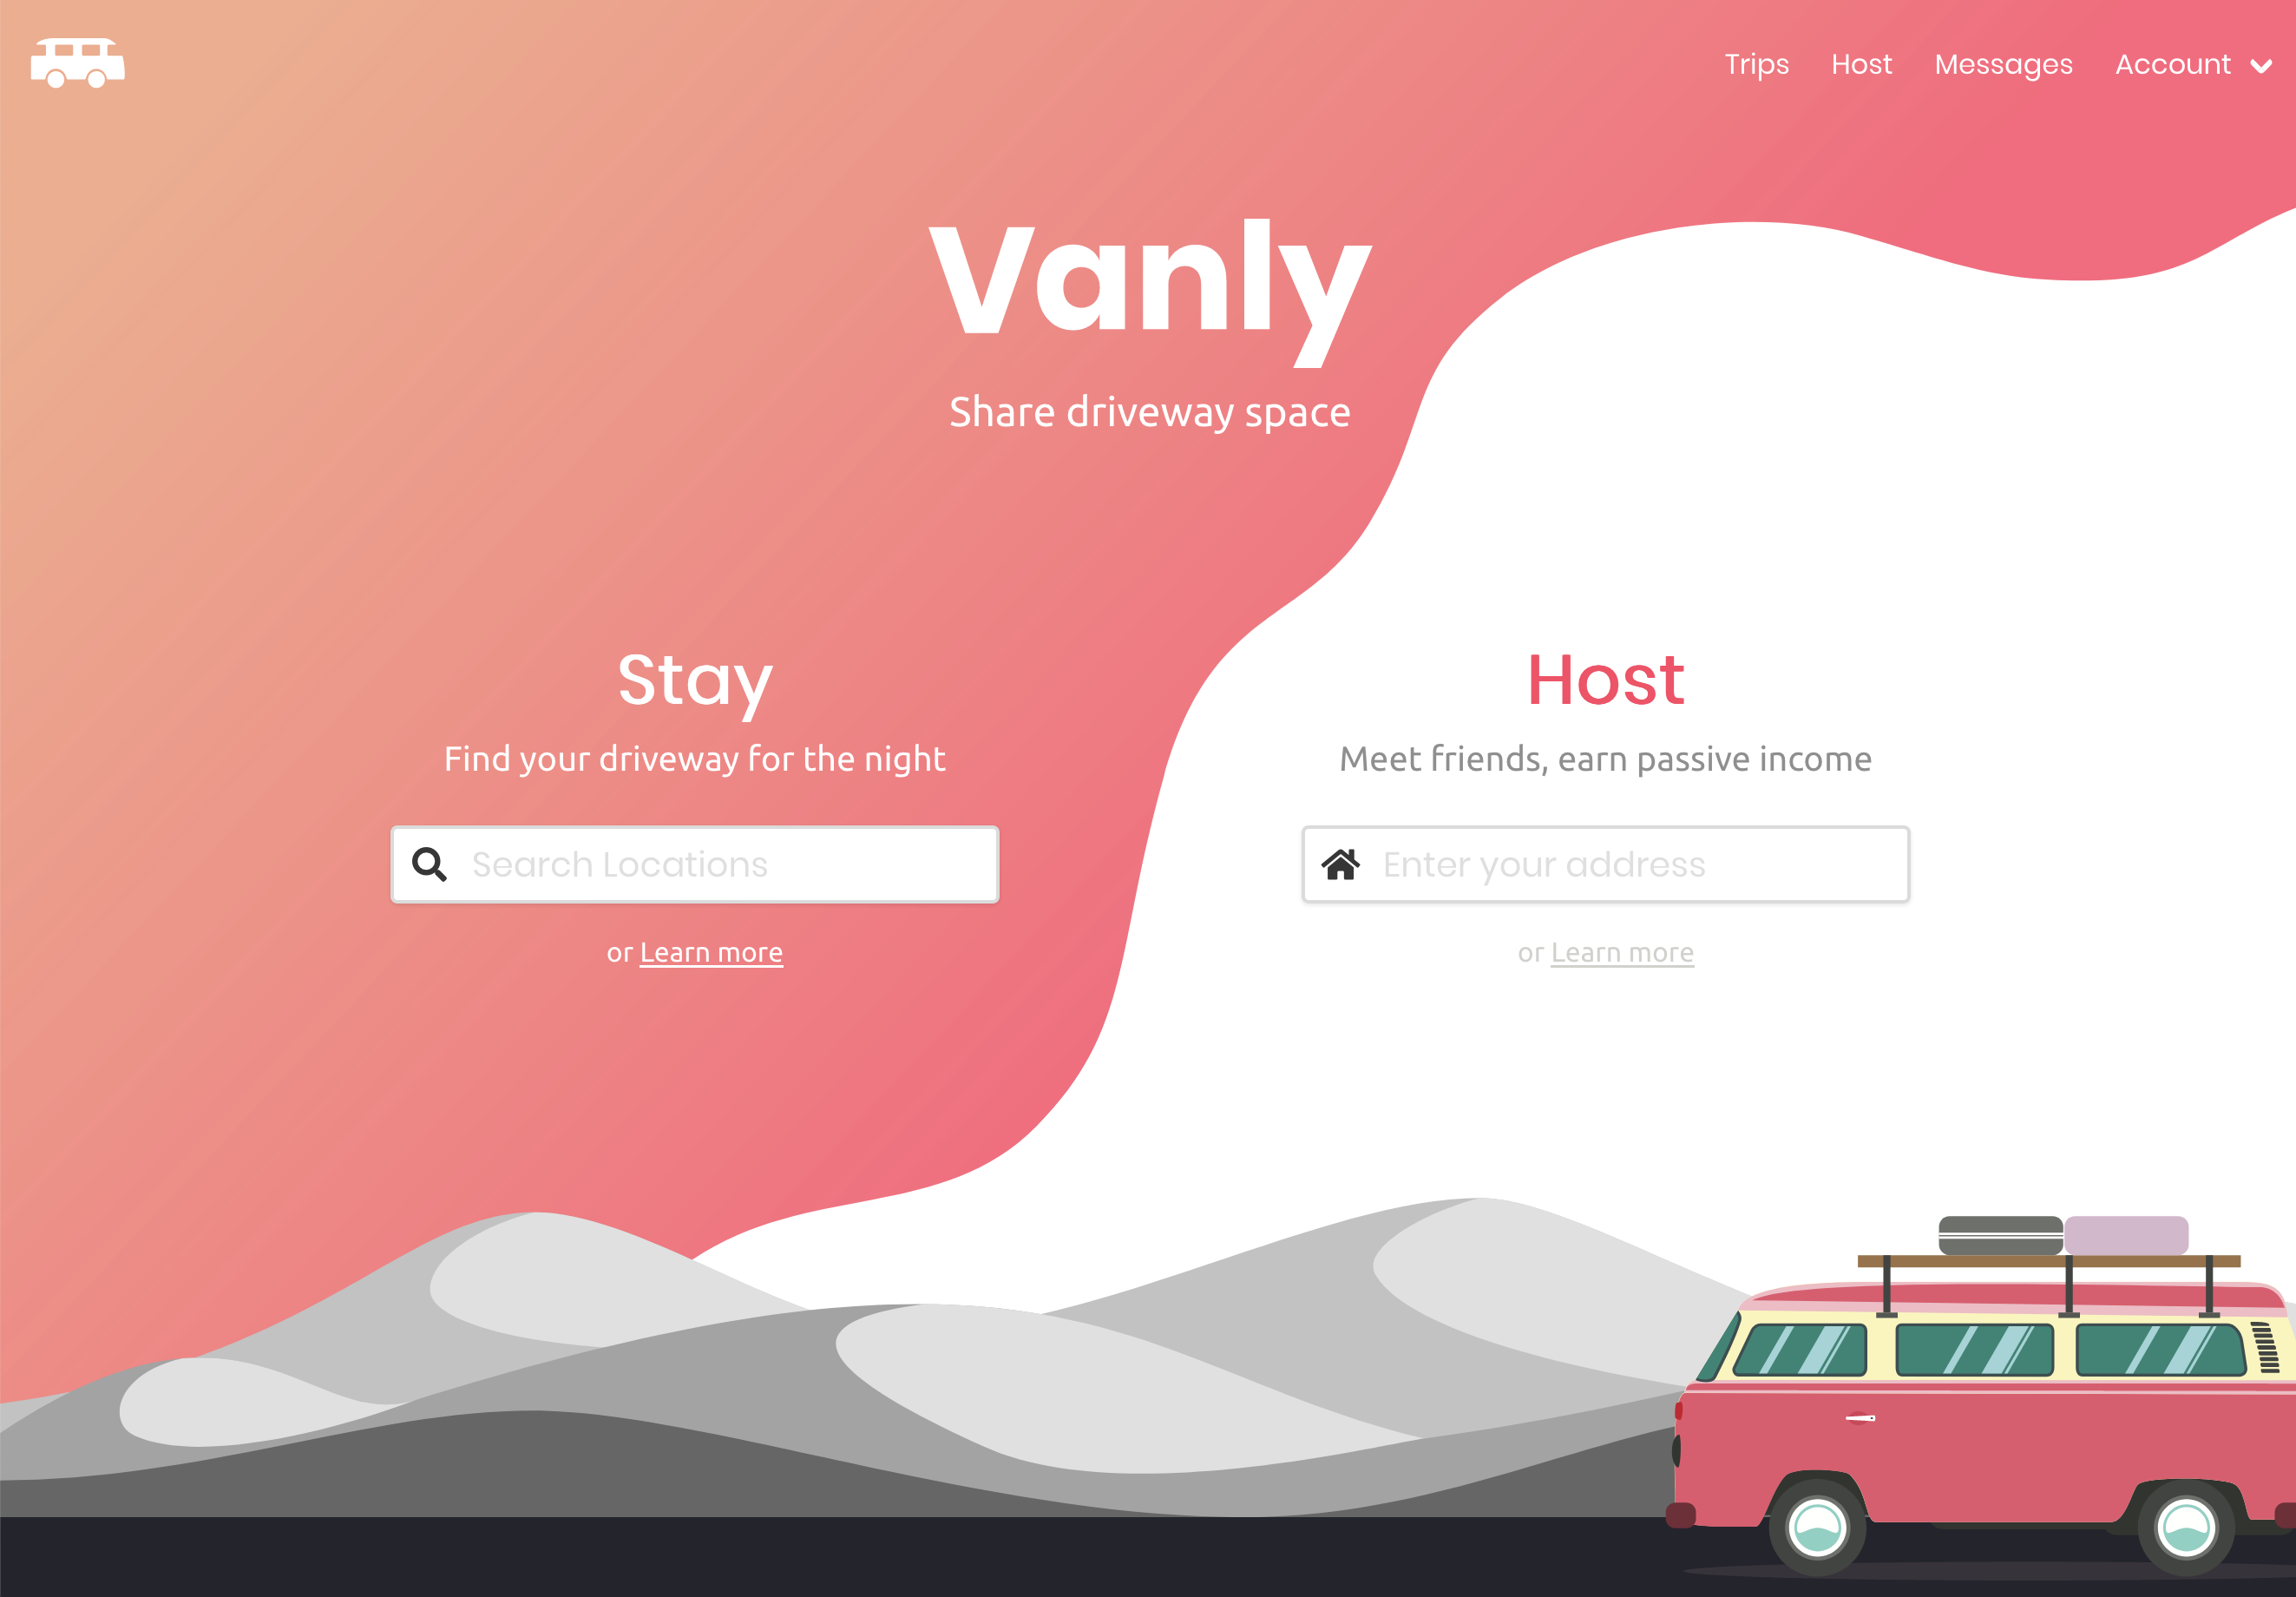 Trips Host Messages Account
Vanly
Share driveway space
Stay
Find your driveway for the night
Search Locations
or Learn more
Host
Meet friends, earn passive income
Enter your address
or Learn more